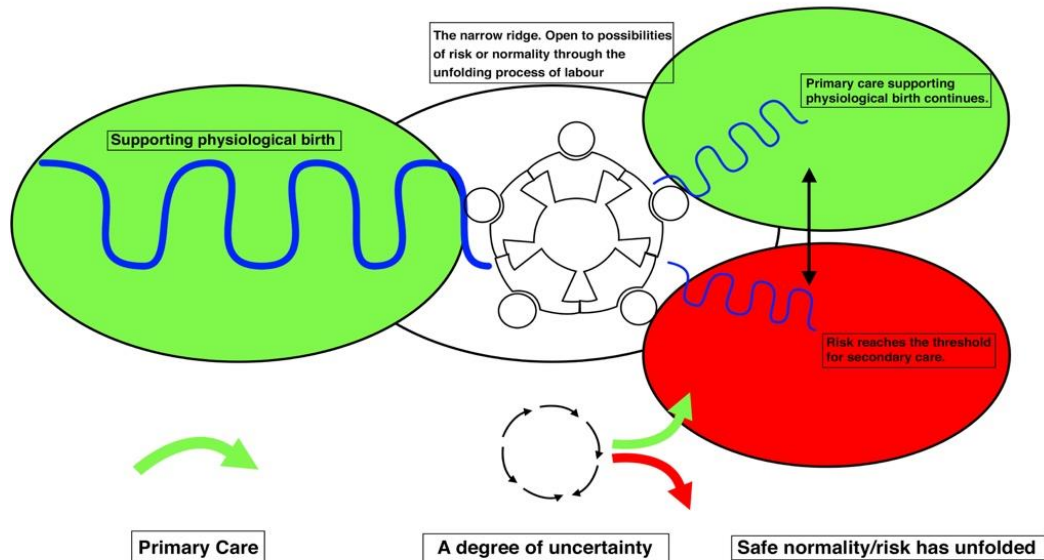 The narrow ridge. Open to possibilities
of risk or normality through the
unfolding process of labour
Supporting physiological birth
Primary care supporting
physiological birth continues.
Risk reaches the threshold
for secondary care.
Primary Care
A degree of uncertainty
Safe normality/risk has unfolded